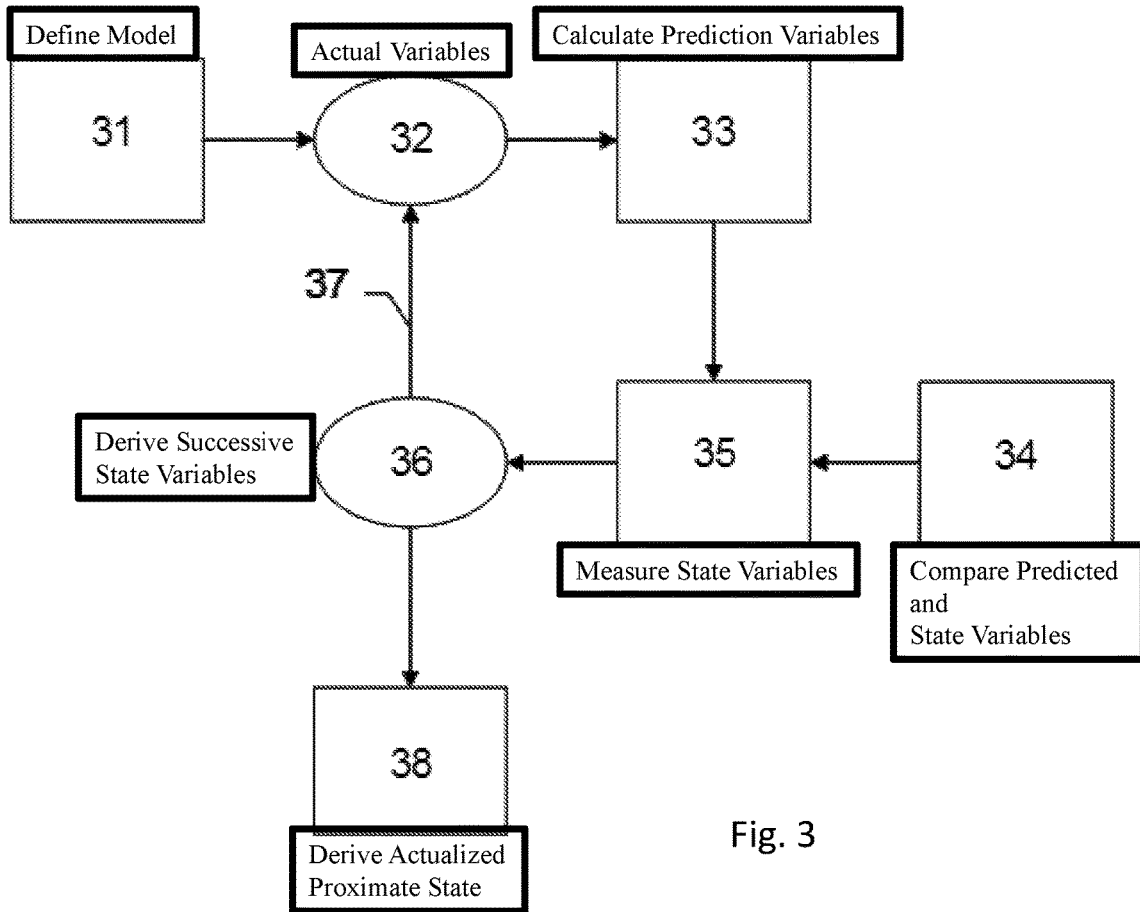 Define Model
Actual Variables
Calculate Prediction Variables
31
32
33
37
Derive Successive
State Variables
36
35
34
Measure State Variables
Compare Predicted
and
State Variables
38
Derive Actualized
Proximate State
Fig. 3